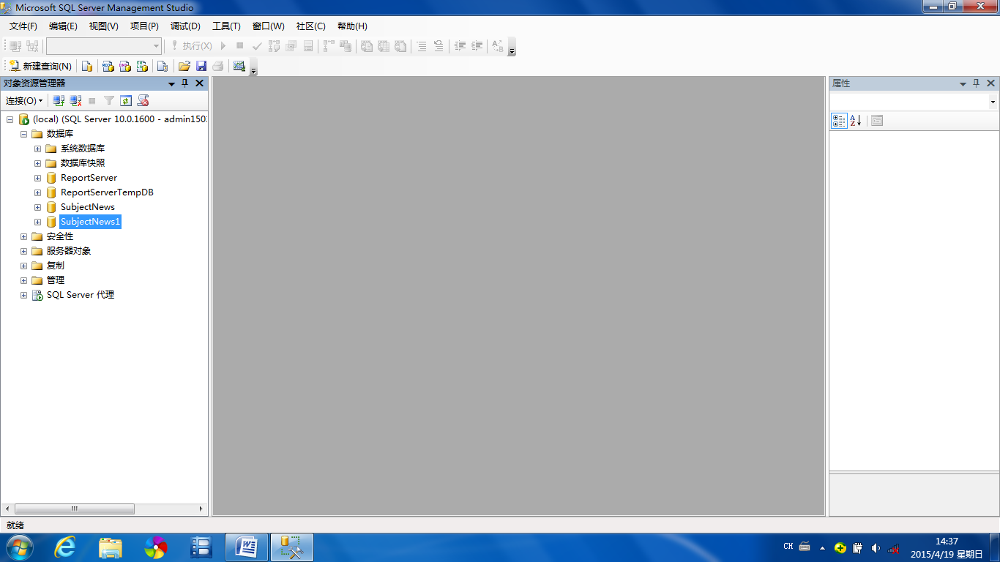 Microsoft SQL Server Management Studio
文件(F) 编辑(E) 视图(V) 项目(P) 调试(D) 工具(T) 窗口(W) 社区(C) 帮助(H)
执行(X)
新建查询(N)
对象资源管理器
连接(O)
(local) (SQL Server 10.0.1600 - admin150
数据库
系统数据库
数据库快照
ReportServer
ReportServerTempDB
SubjectNews
SubjectNews1
安全性
服务器对象
复制
管理
SQL Server 代理
属性
就绪
CH
14:37
2015/4/19 星期日